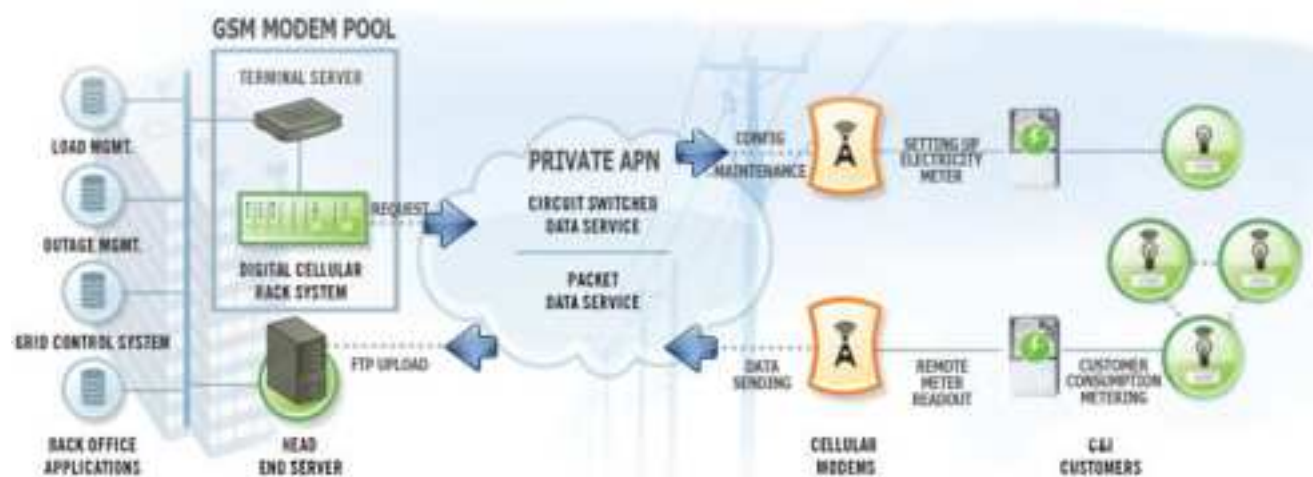 GSM MODEM POOL
TERMINAL SERVER
LOAD MGMT.
OUTAGE MGMT.
GRID CONTROL SYSTEM
BACK OFFICE
APPLICATIONS
DIGITAL CELLULAR
RACK SYSTEM
REQUEST
HEAD
END SERVER
FTP UPLOAD
PRIVATE APN
CIRCUIT SWITCHED
DATA SERVICE
PACKET
DATA SERVICE
CONFIG
MAINTENANCE
SETTING UP
ELECTRICITY
METER
DATA
SENDING
REMOTE
METER
READOUT
CUSTOMER
CONSUMPTION
METERING
CELLULAR
MODEMS
C&I
CUSTOMERS